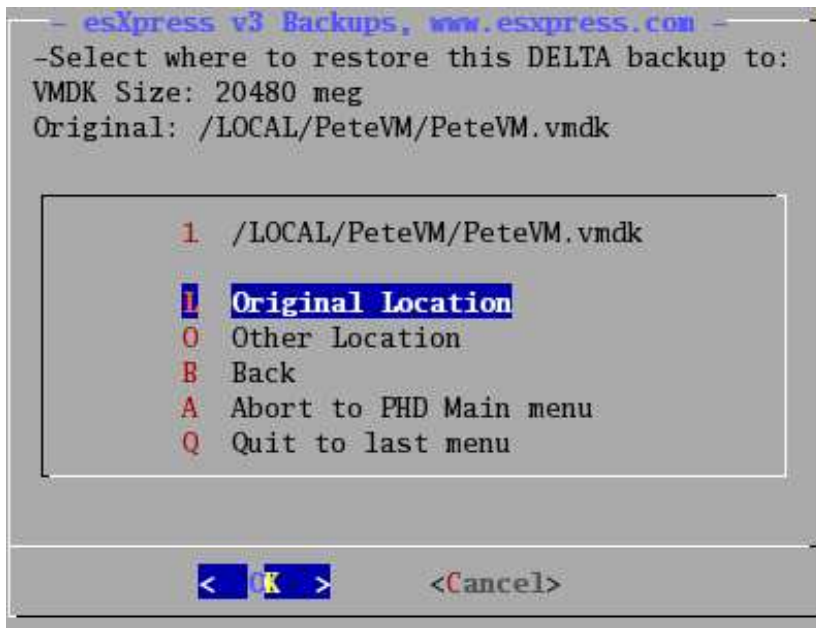 - esXpress v3 Backups, www.esxpress.com -
-Select where to restore this DELTA backup to:
VMDK Size: 20480 meg
Original: /LOCAL/PeteVM/PeteVM.vmdk
1 /LOCAL/PeteVM/PeteVM.vmdk
L Original Location
O Other Location
B Back
A Abort to PHD Main menu
Q Quit to last menu
< OK > <Cancel>